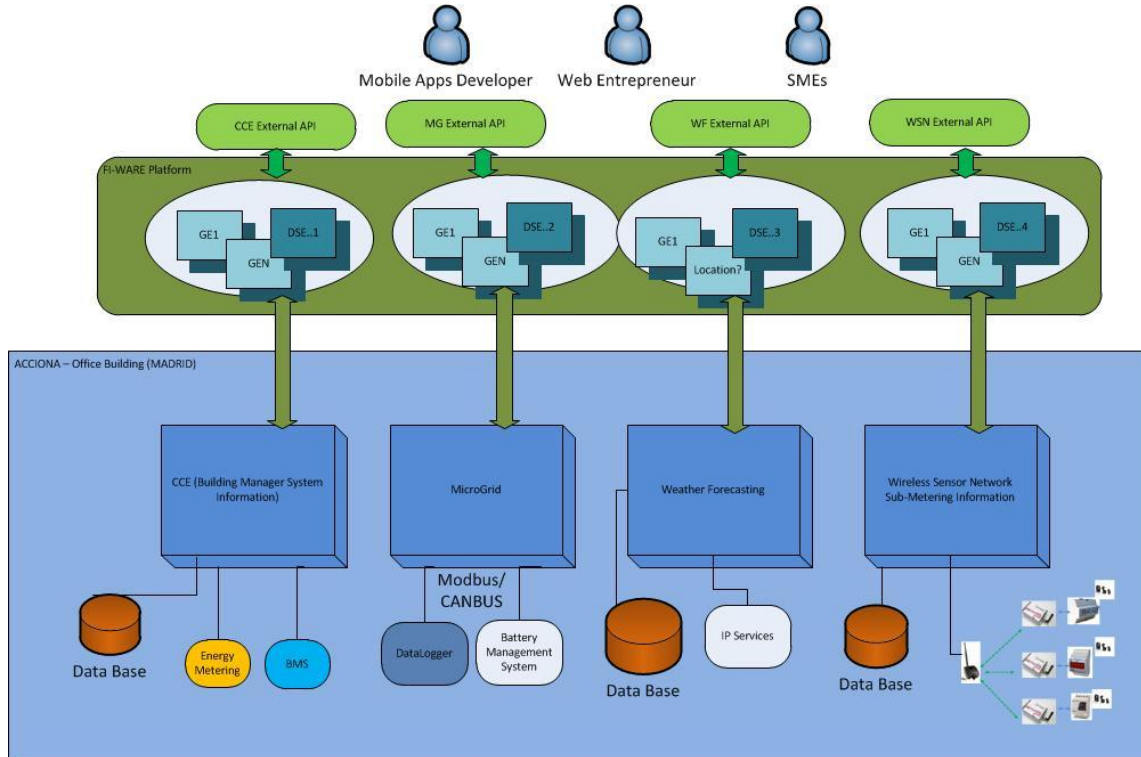 Mobile Apps Developer
Web Entrepreneur
SMEs
CCE External API
MG External API
WF External API
WSN External API
FI-WARE Platform
GE1
DSE..1
GEN
GE1
DSE..2
GEN
GE1
DSE..3
Location?
GE1
DSE..4
GEN
ACCIONA – Office Building (MADRID)
CCE (Building Manager System
Information)
MicroGrid
Weather Forecasting
Wireless Sensor Network
Sub-Metering Information
Modbus/
CANBUS
Data Base
Energy
Metering
BMS
DataLogger
Battery
Management
System
Data Base
IP Services
Data Base